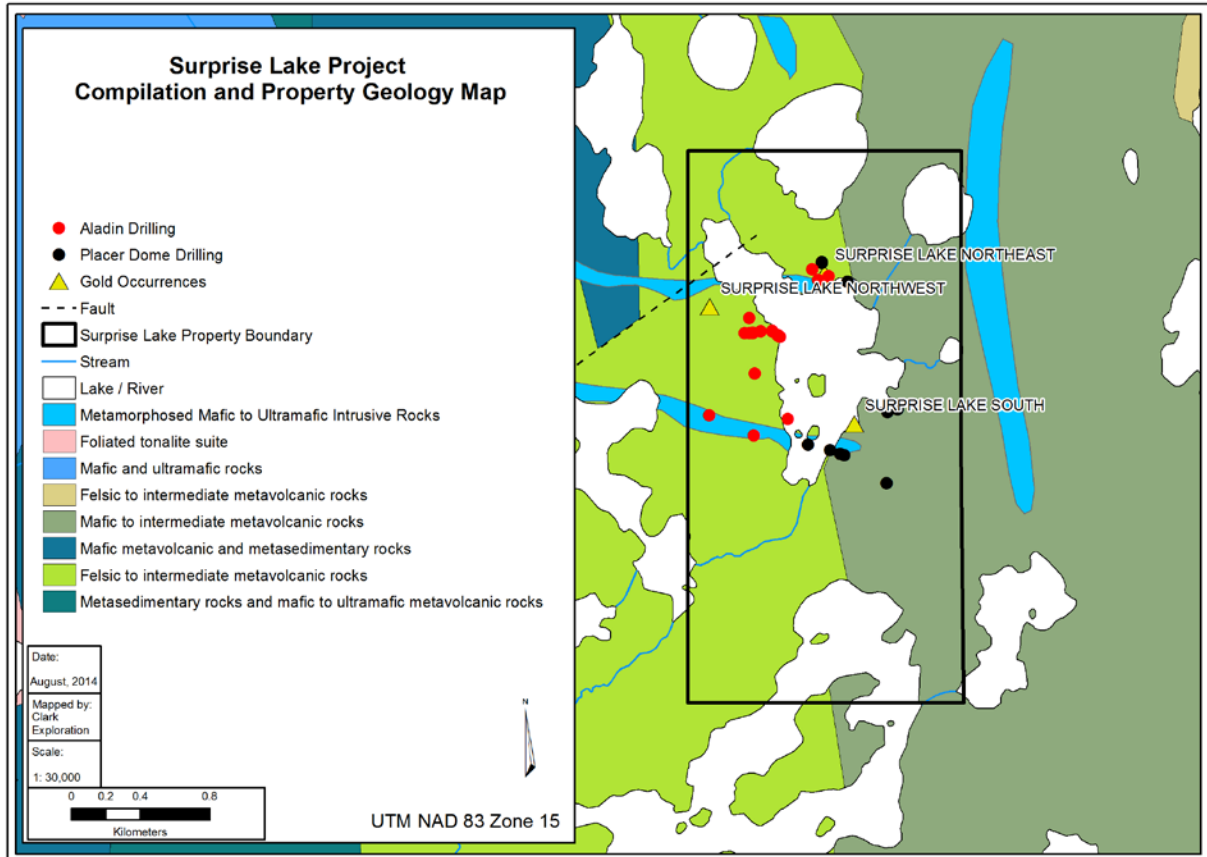 Surprise Lake Project
Compilation and Property Geology Map
Aladin Drilling
Placer Dome Drilling
Gold Occurrences
Fault
Surprise Lake Property Boundary
Stream
Lake / River
Metamorphosed Mafic to Ultramafic Intrusive Rocks
Foliated tonalite suite
Mafic and ultramafic rocks
Felsic to intermediate metavolcanic rocks
Mafic to intermediate metavolcanic rocks
Mafic metavolcanic and metasedimentary rocks
Felsic to intermediate metavolcanic rocks
Metasedimentary rocks and mafic to ultramafic metavolcanic rocks
Date:
August, 2014
Mapped by:
Clark
Exploration
Scale:
1: 30,000
0 0.2 0.4 0.8
Kilometers
N
UTM NAD 83 Zone 15
SURPRISE LAKE NORTHEAST
SURPRISE LAKE NORTHWEST
SURPRISE LAKE SOUTH